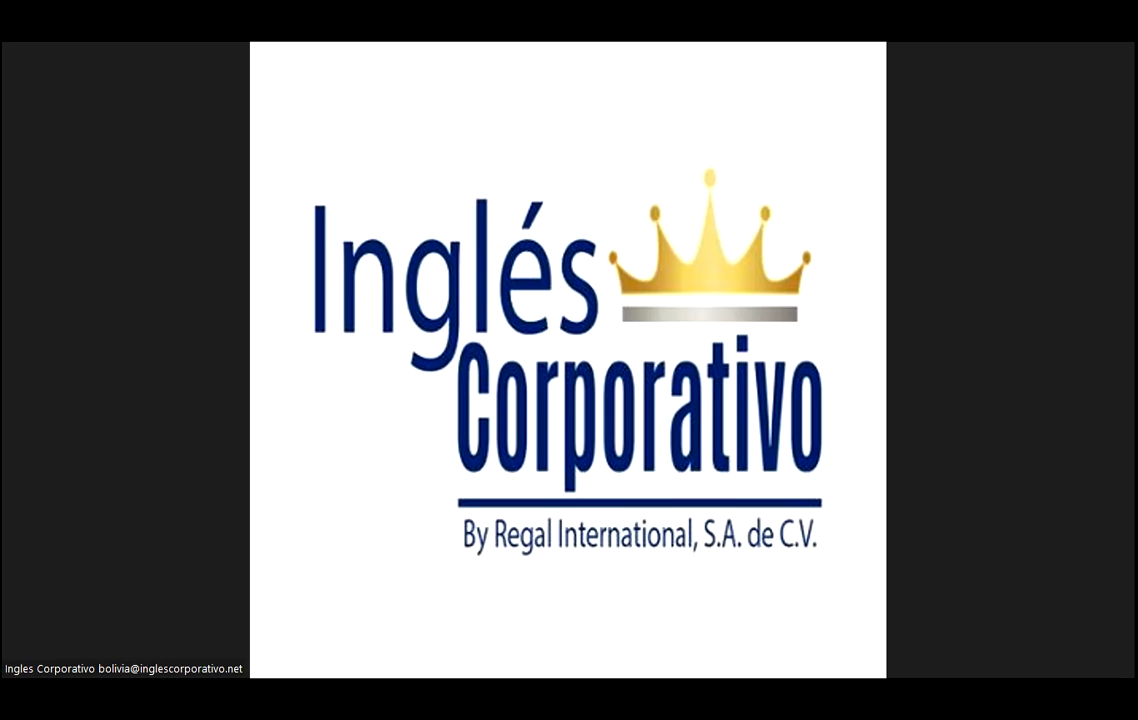 Inglés
Corporativo
By Regal International, S.A. de C.V.
Ingles Corporativo bolivia@inglescorporativo.net